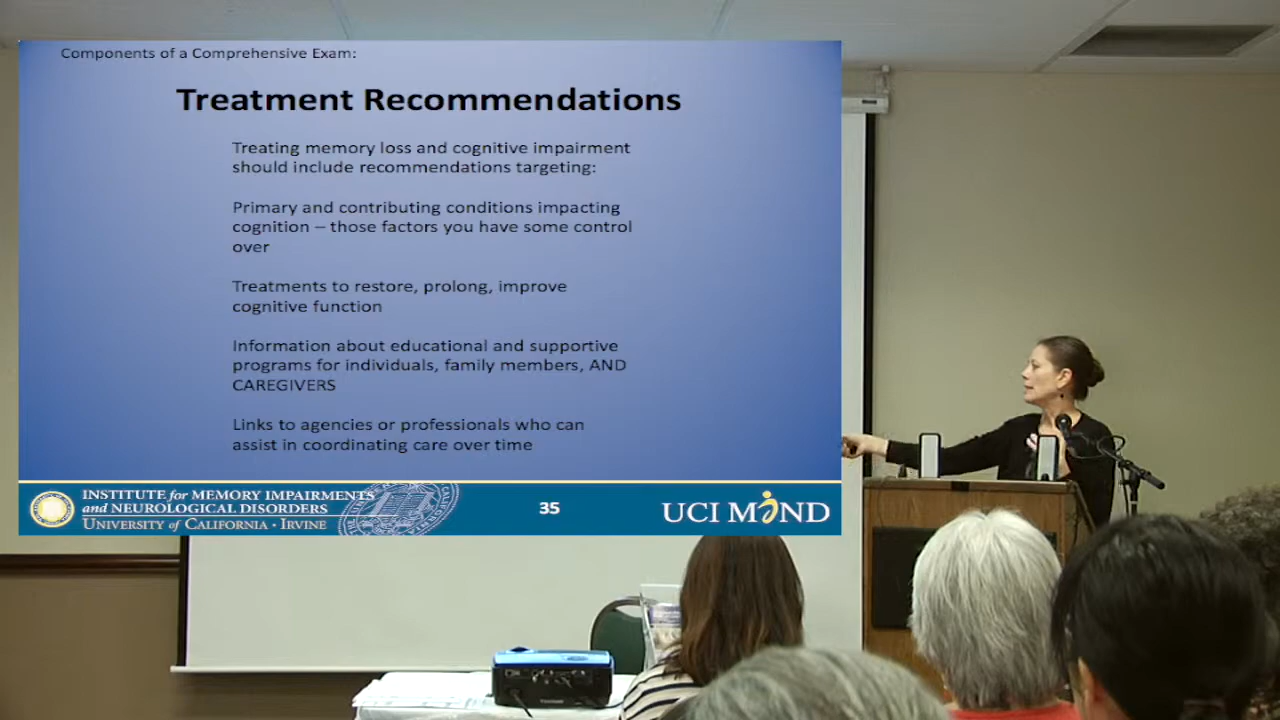 Components of a Comprehensive Exam:
Treatment Recommendations
Treating memory loss and cognitive impairment
should include recommendations targeting:
Primary and contributing conditions impacting
cognition – those factors you have some control
over
Treatments to restore, prolong, improve
cognitive function
Information about educational and supportive
programs for individuals, family members, AND
CAREGIVERS
Links to agencies or professionals who can
assist in coordinating care over time
INSTITUTE for MEMORY IMPAIRMENTS
and NEUROLOGICAL DISORDERS
UNIVERSITY of CALIFORNIA • IRVINE
35
UCI MIND